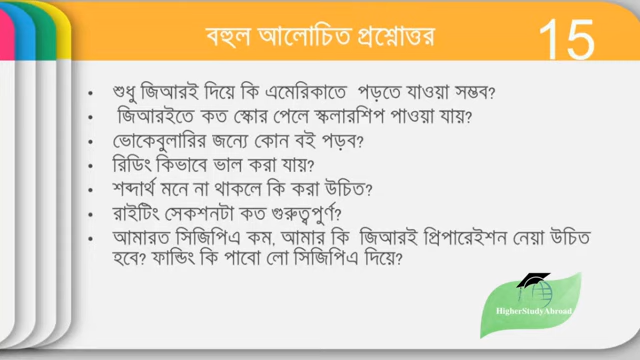 বহুল আলোচিত প্রশ্নোত্তর
15
• শুধু জিআরই দিয়ে কি এমেরিকাতে পড়তে যাওয়া সম্ভব?
• জিআরইতে কত স্কোর পেলে স্কলারশিপ পাওয়া যায়?
• ভোকেবুলারির জন্যে কোন বই পড়ব?
• রিডিং কিভাবে ভাল করা যায়?
• শব্দার্থ মনে না থাকলে কি করা উচিত?
• রাইটিং সেকশনটা কত গুরুত্বপুর্ণ?
• আমারত সিজিপিএ কম, আমার কি জিআরই প্রিপারেইশন নেয়া উচিত
হবে? ফান্ডিং কি পাবো লো সিজিপিএ দিয়ে?
HigherStudyAbroad